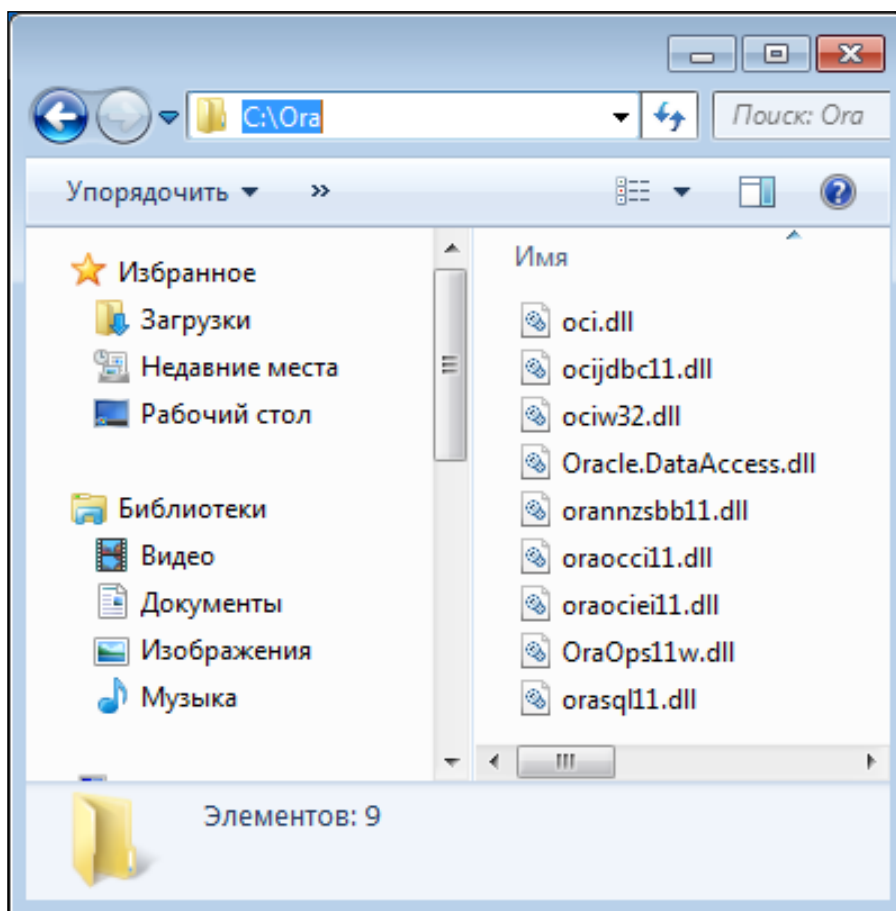 C:\Ora
Поиск: Ora
Упорядочить
»
Избранное
Загрузки
Недавние места
Рабочий стол
Библиотеки
Видео
Документы
Изображения
Музыка
Имя
oci.dll
ocijdbc11.dll
ociw32.dll
Oracle.DataAccess.dll
orannzsbb11.dll
oraocci11.dll
oraociei11.dll
OraOps11w.dll
orasql11.dll
Элементов: 9